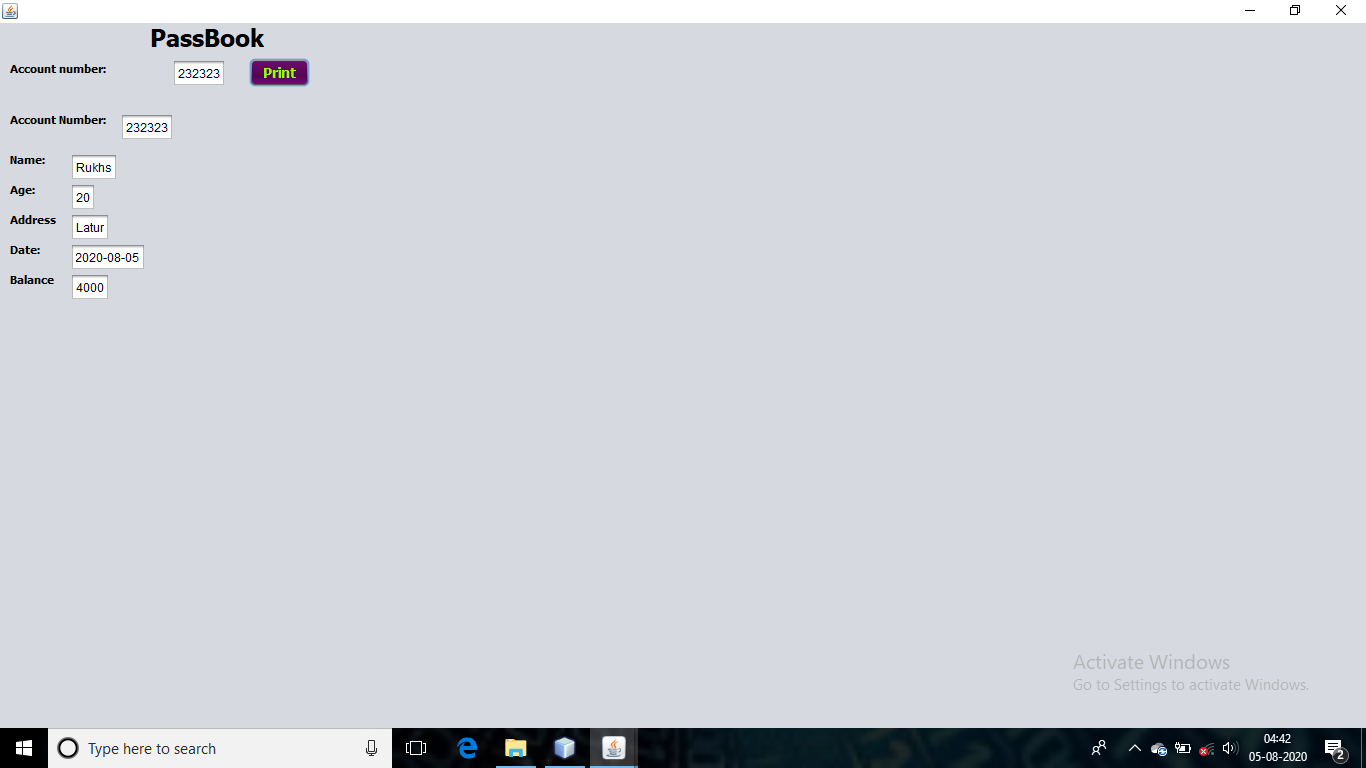 PassBook
Account number: 232323 Print
Account Number: 232323
Name: Rukhs
Age: 20
Address Latur
Date: 2020-08-05
Balance 4000
Activate Windows
Go to Settings to activate Windows.
Type here to search
04:42
05-08-2020
2